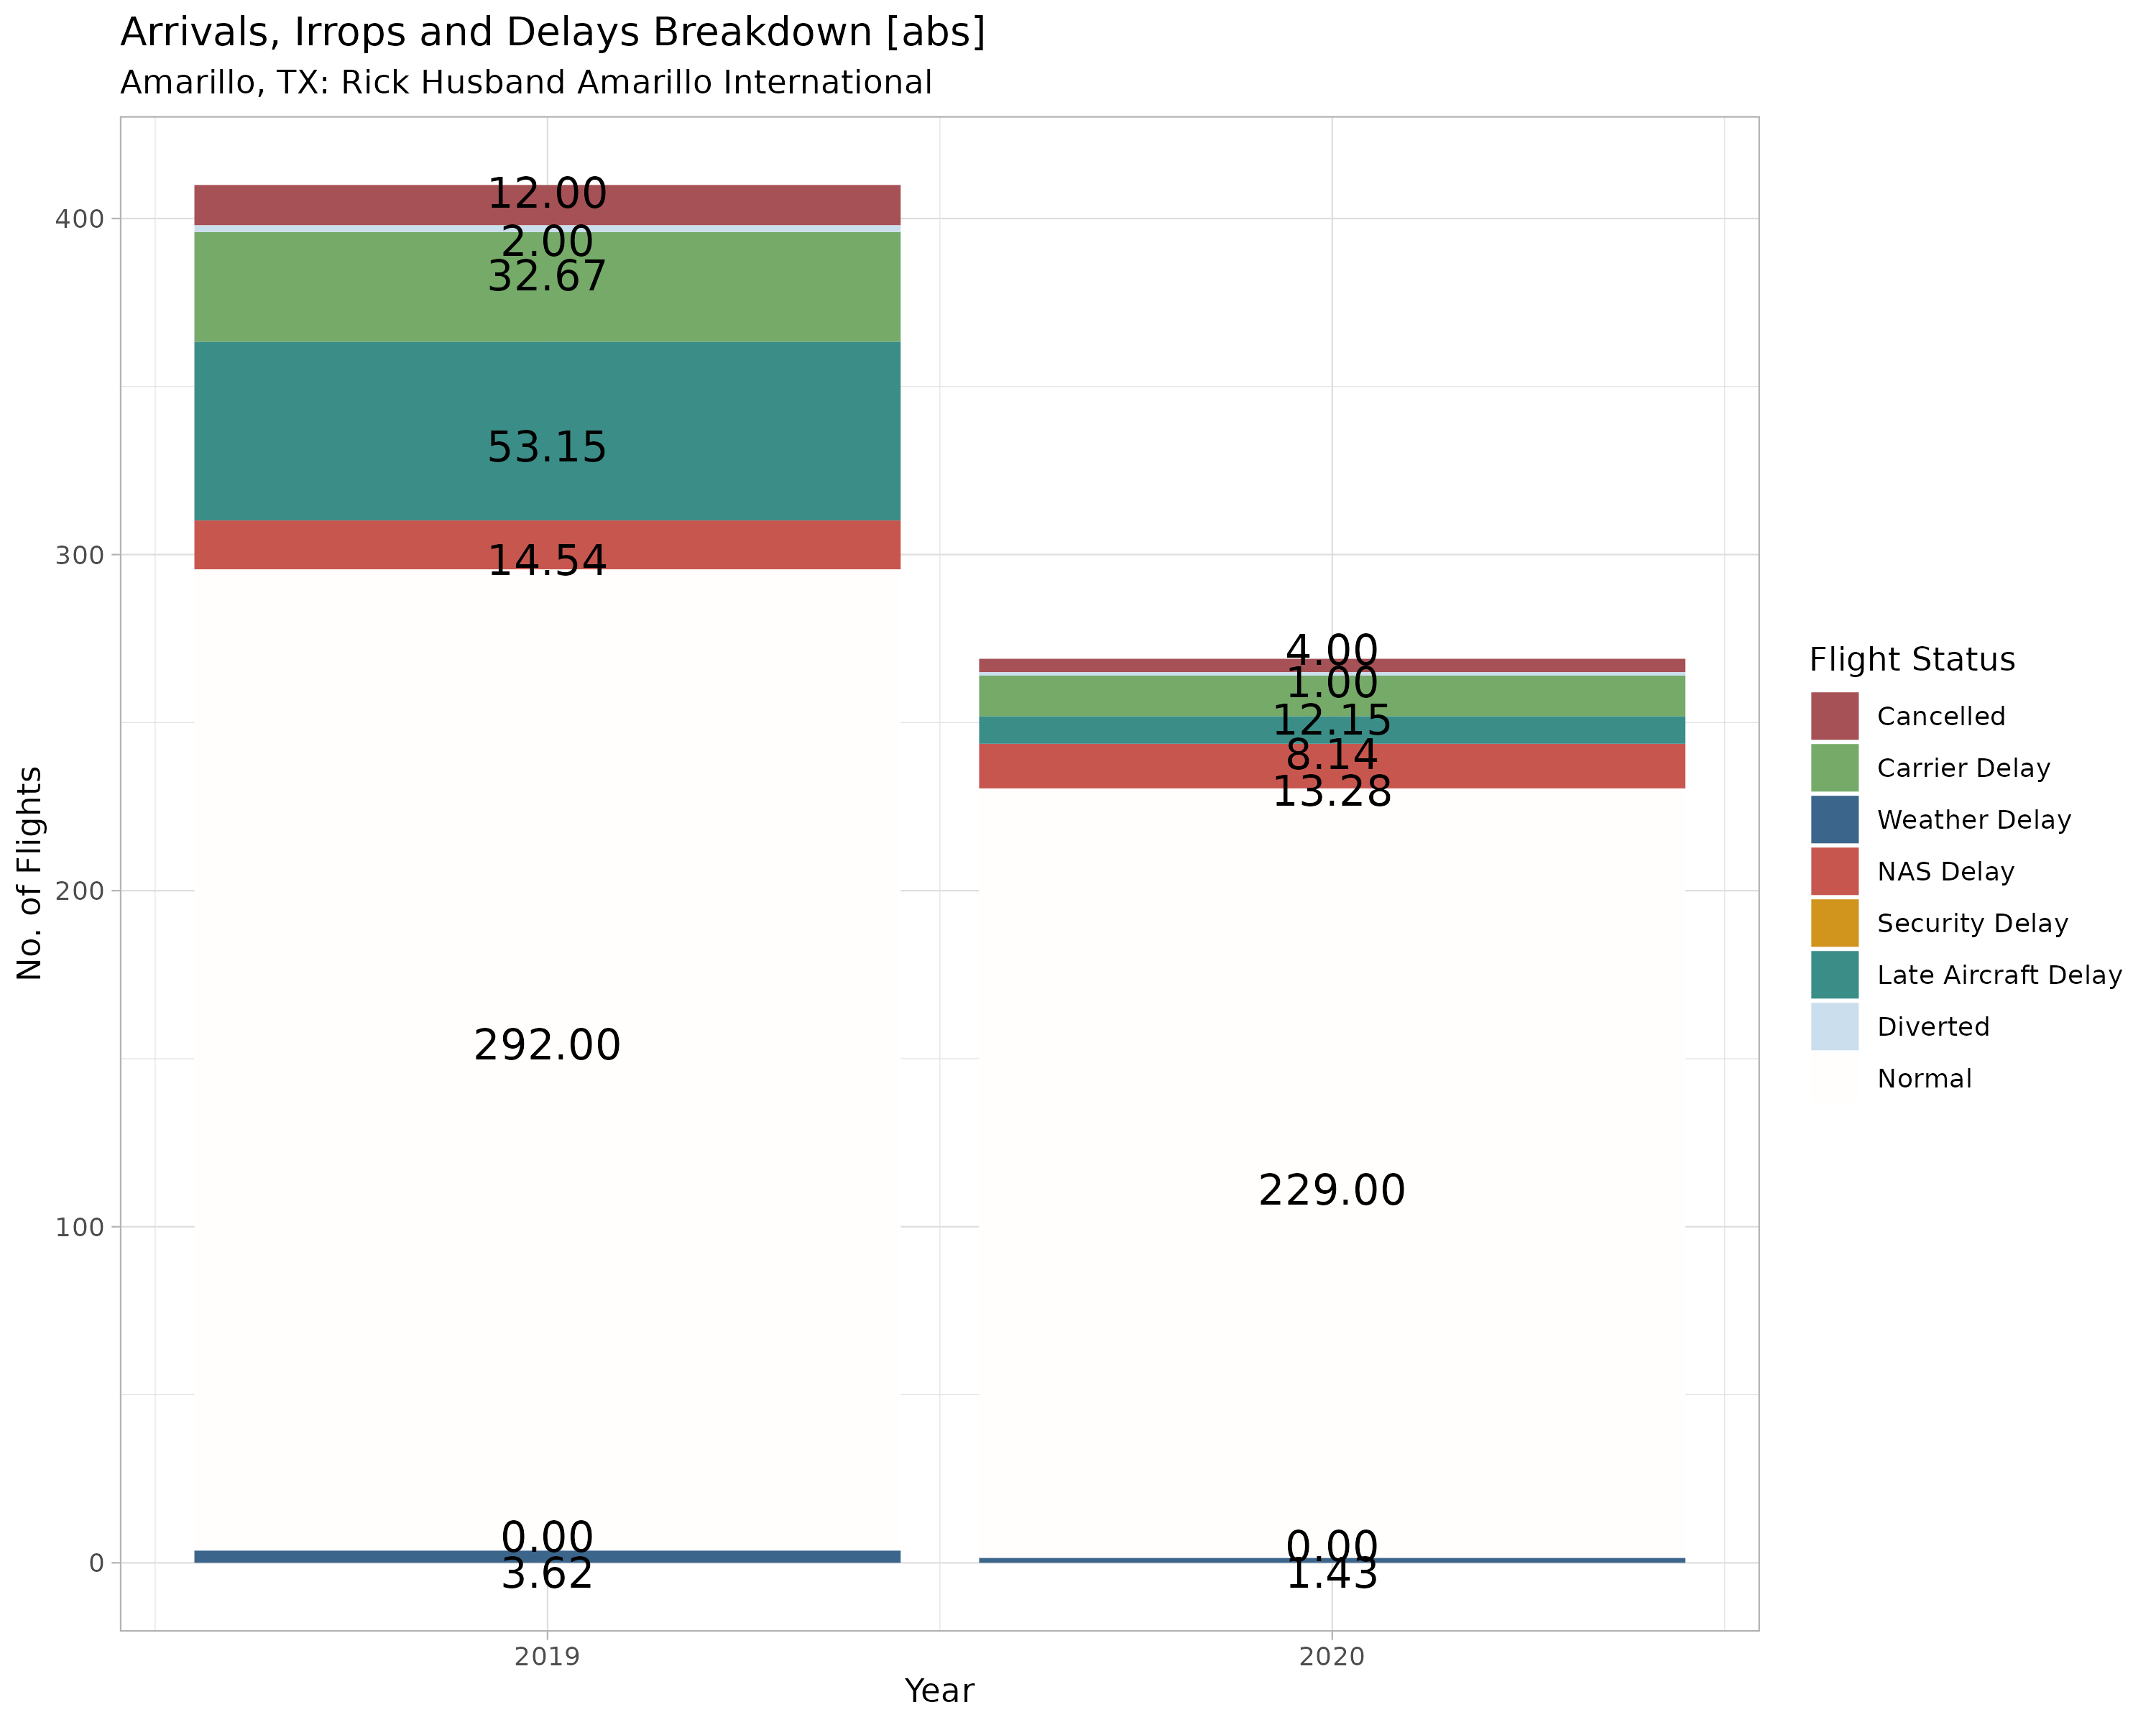 Arrivals, Irrops and Delays Breakdown [abs]
Amarillo, TX: Rick Husband Amarillo International
No. of Flights
400
300
200
100
0
12.00
2.00
32.67
53.15
14.54
292.00
0.00
3.62
4.00
1.00
12.15
8.14
13.28
229.00
0.00
1.43
2019
2020
Year
Flight Status
Cancelled
Carrier Delay
Weather Delay
NAS Delay
Security Delay
Late Aircraft Delay
Diverted
Normal